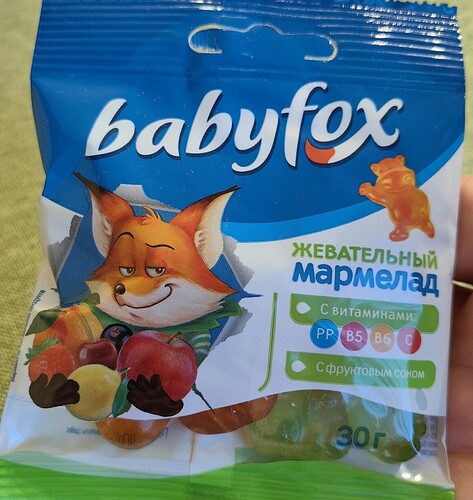 babyfox
ЖЕВАТЕЛЬНЫЙ
мармелад
С витаминами:
PP B5 B6 C
С фруктовым соком
30 г